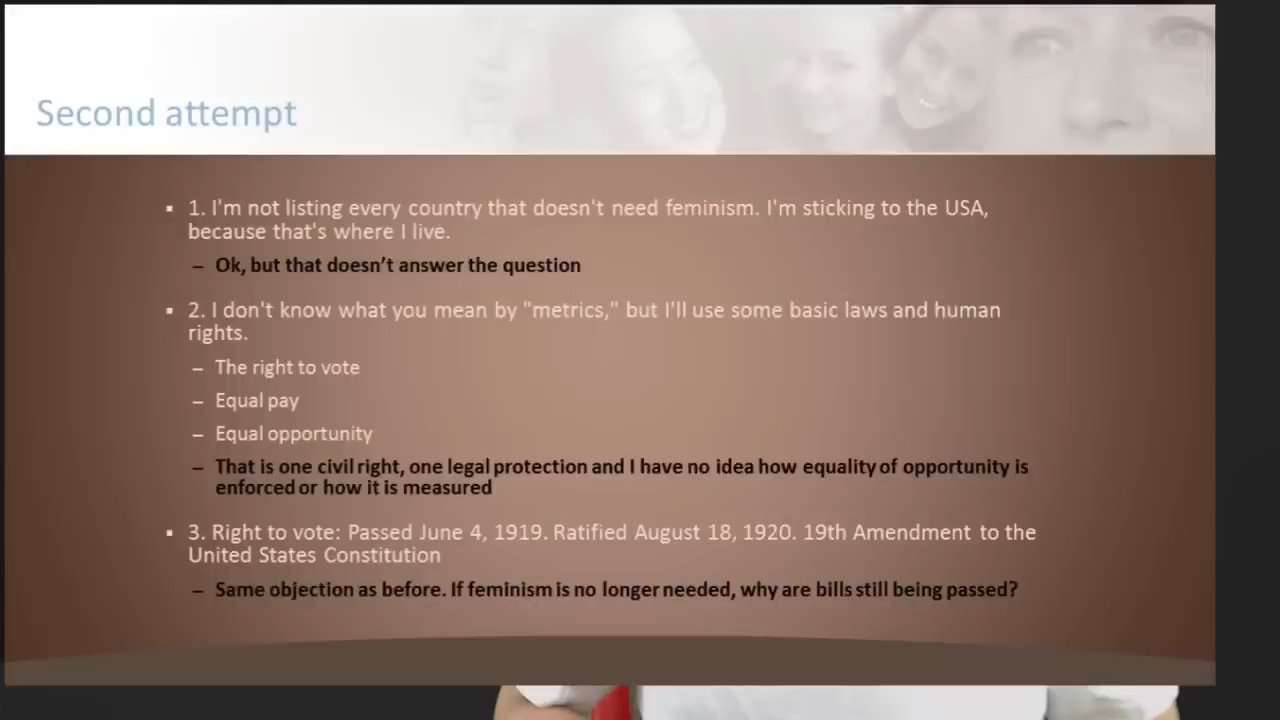 Second attempt
▪ 1. I'm not listing every country that doesn't need feminism. I'm sticking to the USA,
because that's where I live.
– Ok, but that doesn’t answer the question
▪ 2. I don't know what you mean by "metrics," but I'll use some basic laws and human
rights.
– The right to vote
– Equal pay
– Equal opportunity
– That is one civil right, one legal protection and I have no idea how equality of opportunity is
enforced or how it is measured
▪ 3. Right to vote: Passed June 4, 1919. Ratified August 18, 1920. 19th Amendment to the
United States Constitution
– Same objection as before. If feminism is no longer needed, why are bills still being passed?